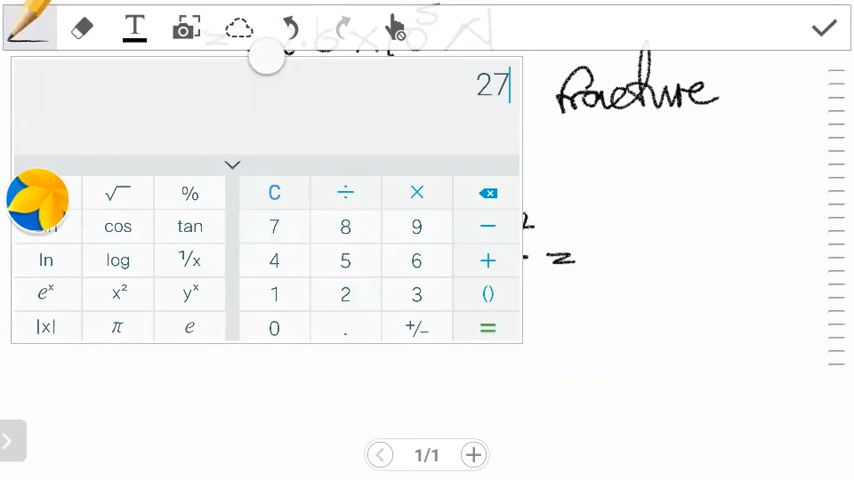 T
27
fracture
√ % C ÷ ×
cos tan 7 8 9 −
ln log 1/x 4 5 6 +
eˣ x² yˣ 1 2 3 ()
|x| π e 0 . +/− =
=
1/1